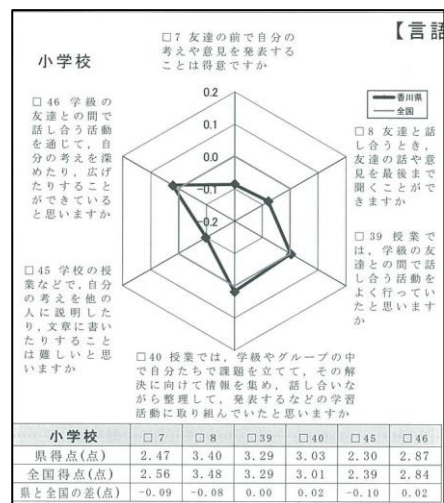 【言語
小学校
□7 友達の前で自分の
考えや意見を発表する
ことは得意ですか
香川県
全国
□46 学級の
友達との間で
話し合う活動
を通じて，自
分の考えを深
めたり，広げ
たりすること
ができている
と思いますか
0.2
0.1
0.0
-0.1
-0.2
□8 友達と話
し合うとき，
友達の話や意
見を最後まで
聞くことがで
きますか
□39 授業で
は，学級の友
達との間で話
し合う活動を
よく行ってい
たと思いますか
□45 学校の授
業などで，自分
の考えを他の
人に説明した
り，文章に書い
たりすること
は難しいと思
いますか
□40 授業では，学級やグループの中
で自分たちで課題を立てて，その解
決に向けて情報を集め，話し合いな
がら整理して，発表するなどの学習
活動に取り組んでいたと思いますか
小学校 □7 □8 □39 □40 □45 □46
県得点(点) 2.47 3.40 3.29 3.03 2.30 2.87
全国得点(点) 2.56 3.48 3.29 3.01 2.39 2.84
県と全国の差(点) -0.09 -0.08 0.00 0.02 -0.10 0.02